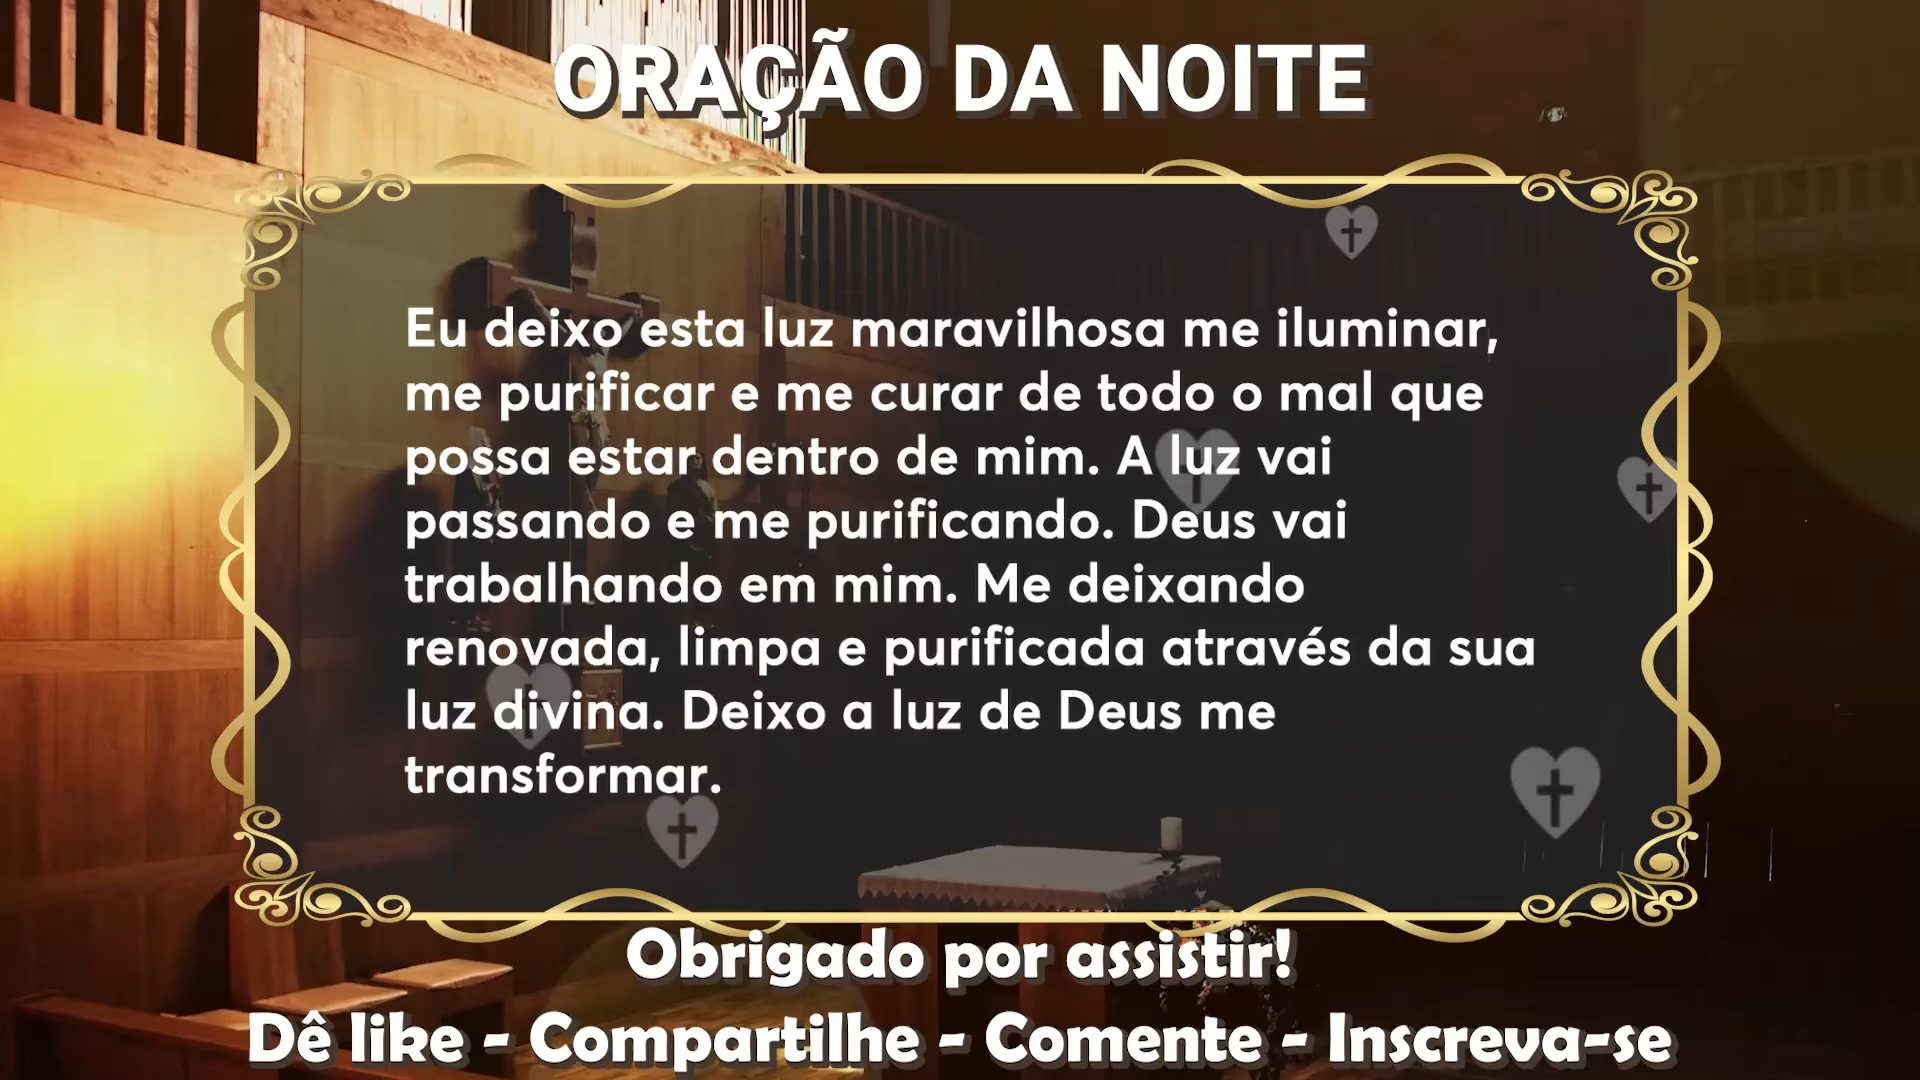 ORAÇÃO DA NOITE
Eu deixo esta luz maravilhosa me iluminar,
me purificar e me curar de todo o mal que
possa estar dentro de mim. A luz vai
passando e me purificando. Deus vai
trabalhando em mim. Me deixando
renovada, limpa e purificada através da sua
luz divina. Deixo a luz de Deus me
transformar.
Obrigado por assistir!
Dê like - Compartilhe - Comente - Inscreva-se